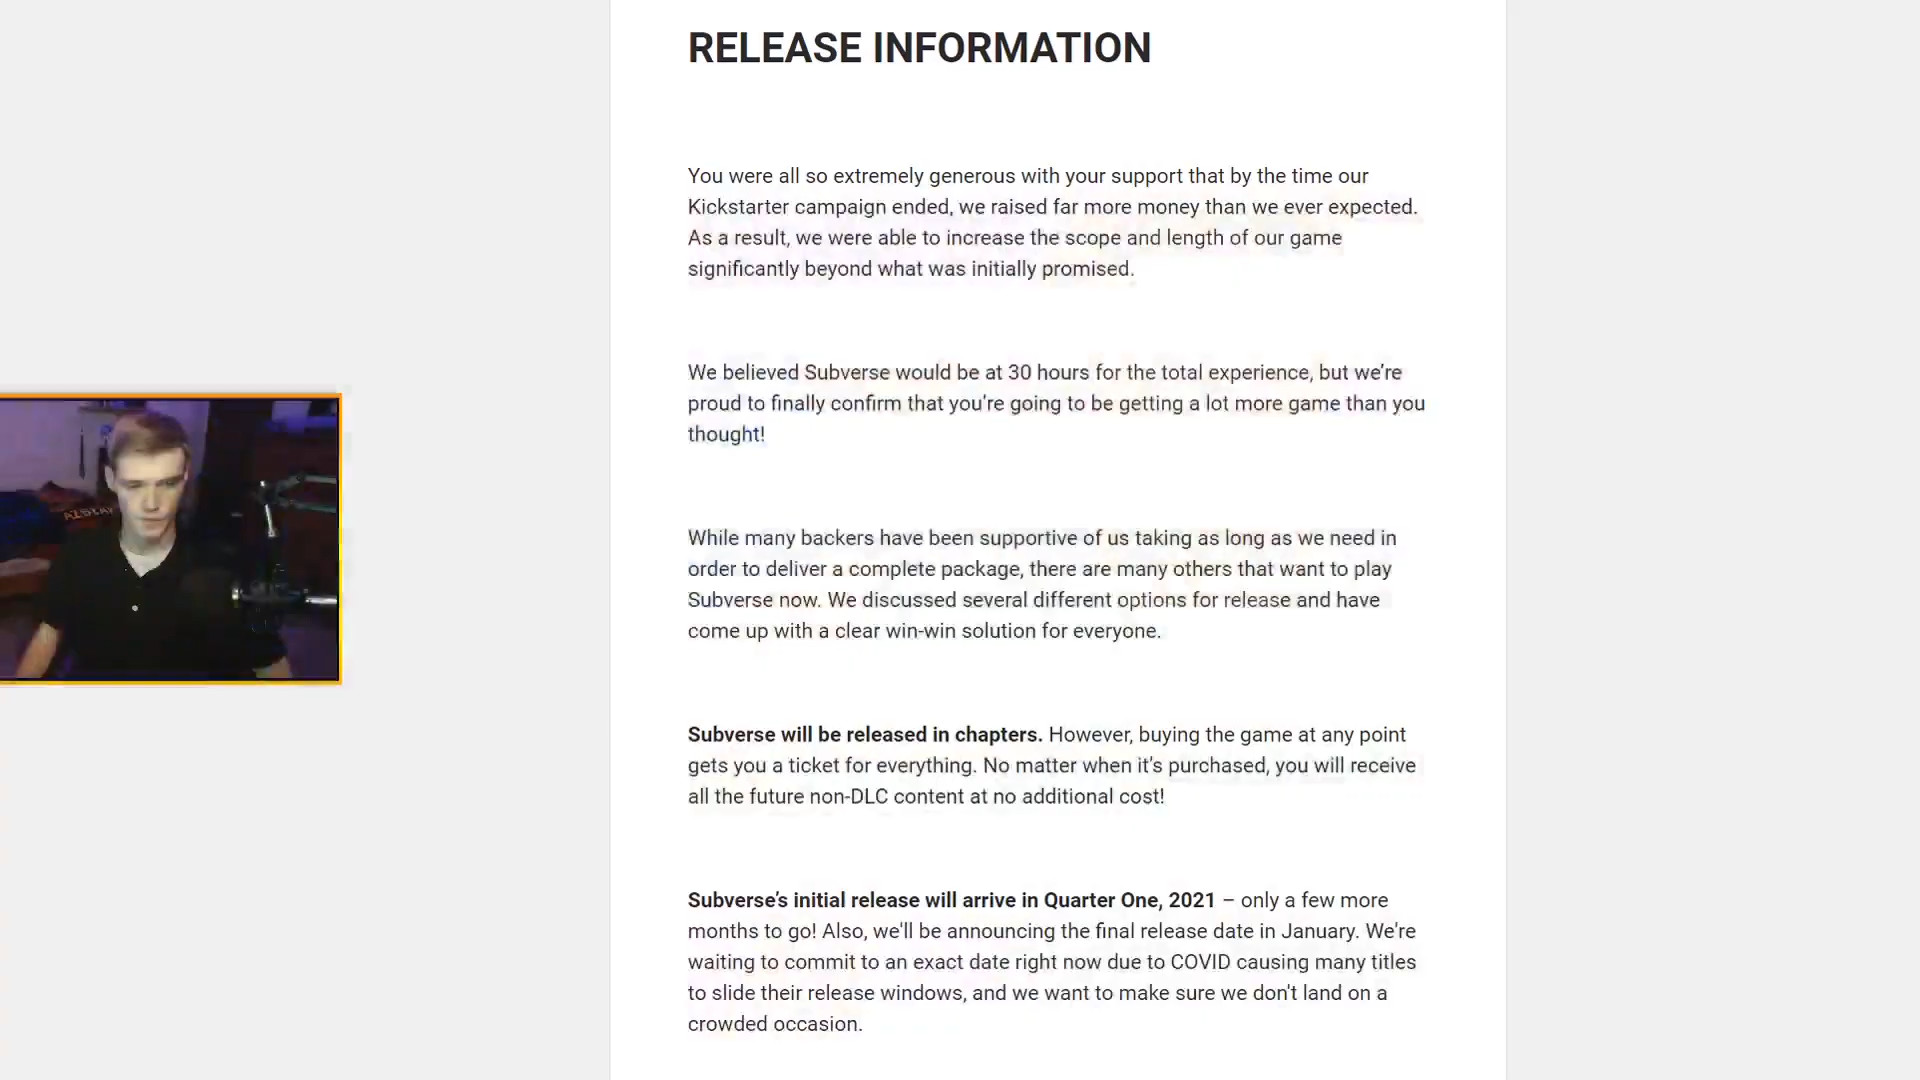 RELEASE INFORMATION
You were all so extremely generous with your support that by the time our
Kickstarter campaign ended, we raised far more money than we ever expected.
As a result, we were able to increase the scope and length of our game
significantly beyond what was initially promised.
We believed Subverse would be at 30 hours for the total experience, but we’re
proud to finally confirm that you’re going to be getting a lot more game than you
thought!
While many backers have been supportive of us taking as long as we need in
order to deliver a complete package, there are many others that want to play
Subverse now. We discussed several different options for release and have
come up with a clear win-win solution for everyone.
Subverse will be released in chapters. However, buying the game at any point
gets you a ticket for everything. No matter when it’s purchased, you will receive
all the future non-DLC content at no additional cost!
Subverse’s initial release will arrive in Quarter One, 2021 – only a few more
months to go! Also, we'll be announcing the final release date in January. We're
waiting to commit to an exact date right now due to COVID causing many titles
to slide their release windows, and we want to make sure we don't land on a
crowded occasion.